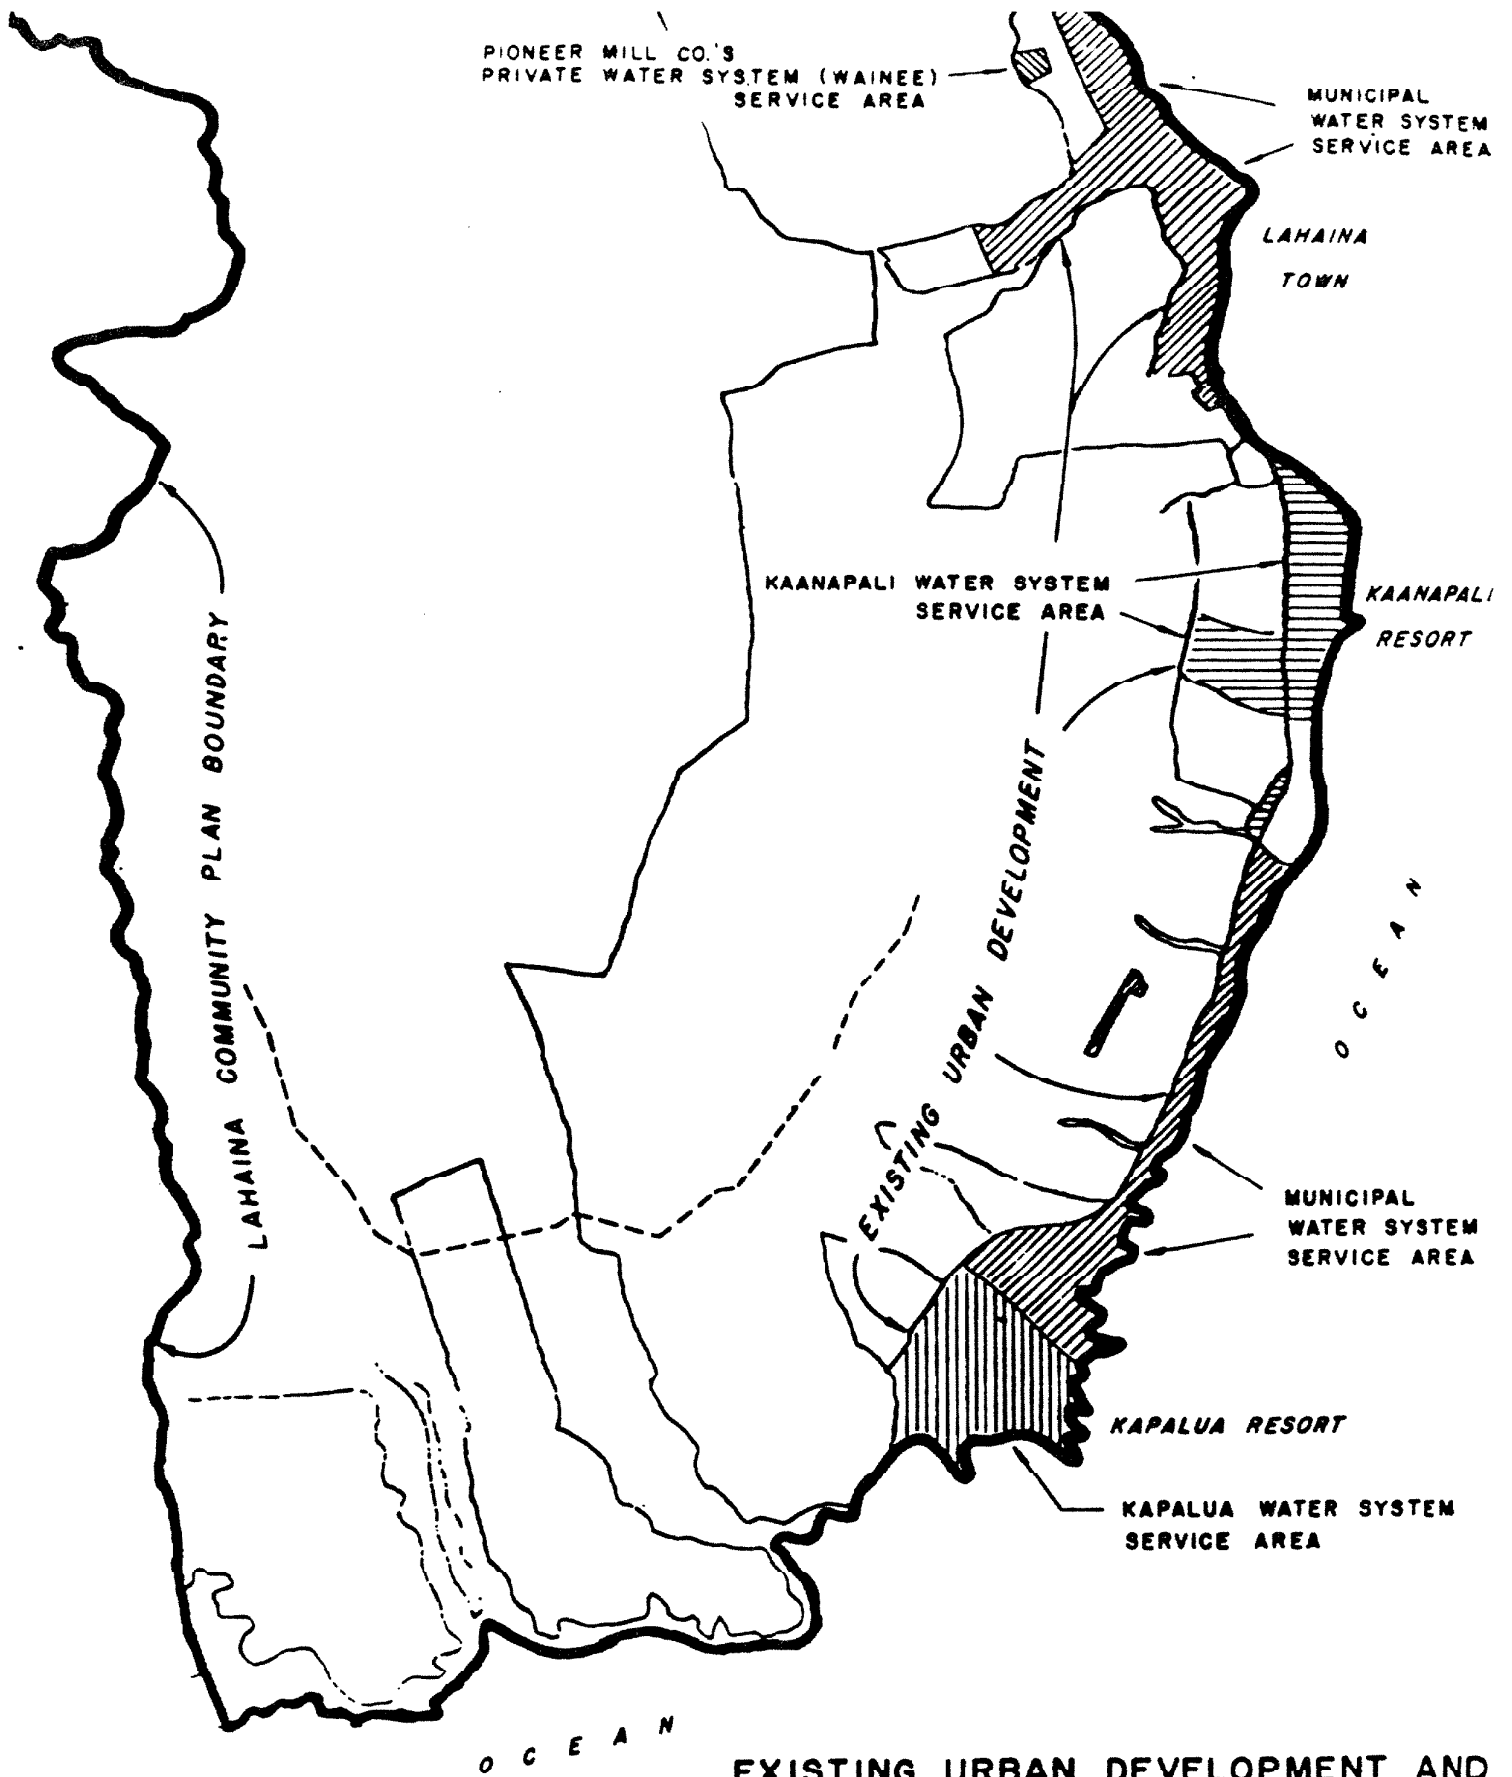 PIONEER MILL CO.'S
PRIVATE WATER SYSTEM (WAINEE)
SERVICE AREA
MUNICIPAL
WATER SYSTEM
SERVICE AREA
LAHAINA
TOWN
KAANAPALI WATER SYSTEM
SERVICE AREA
KAANAPALI
RESORT
LAHAINA COMMUNITY PLAN BOUNDARY
EXISTING URBAN DEVELOPMENT
OCEAN
MUNICIPAL
WATER SYSTEM
SERVICE AREA
KAPALUA RESORT
KAPALUA WATER SYSTEM
SERVICE AREA
OCEAN
EXISTING URBAN DEVELOPMENT AND